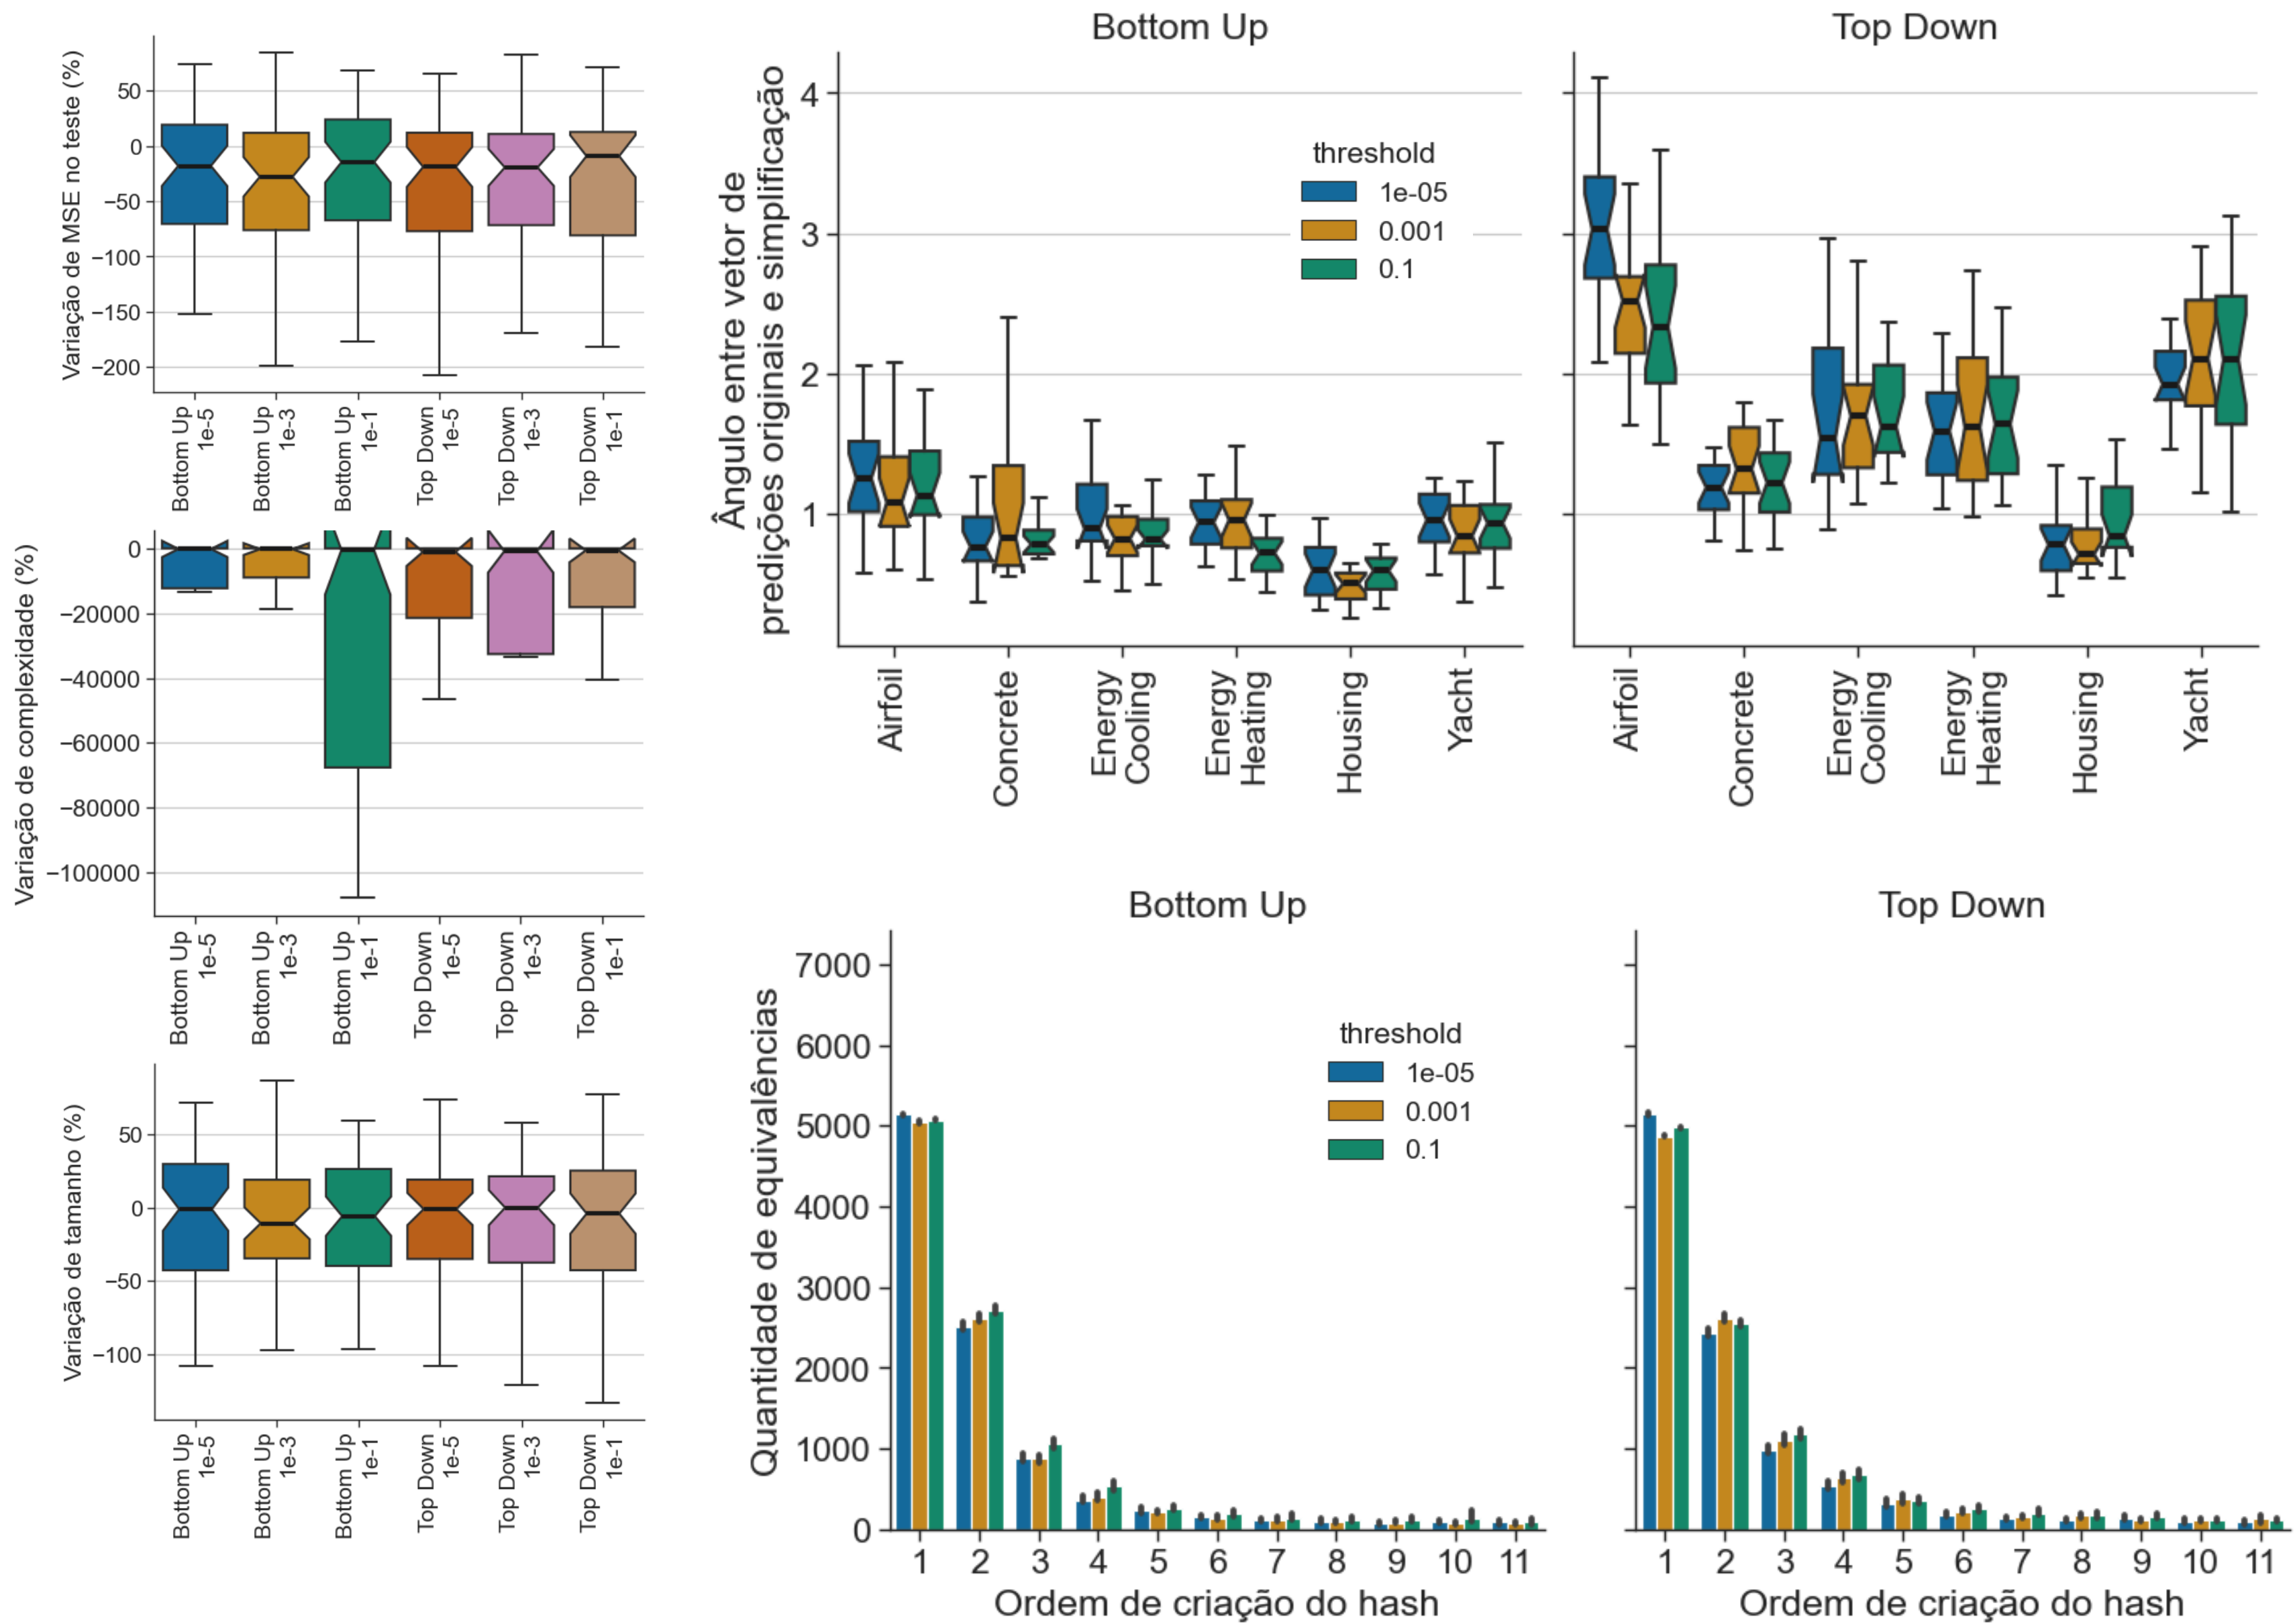 Variação de MSE no teste (%)
50
0
−50
−100
−150
−200
Bottom Up
1e-5
Bottom Up
1e-3
Bottom Up
1e-1
Top Down
1e-5
Top Down
1e-3
Top Down
1e-1
Variação de complexidade (%)
0
−20000
−40000
−60000
−80000
−100000
Bottom Up
1e-5
Bottom Up
1e-3
Bottom Up
1e-1
Top Down
1e-5
Top Down
1e-3
Top Down
1e-1
Variação de tamanho (%)
50
0
−50
−100
Bottom Up
1e-5
Bottom Up
1e-3
Bottom Up
1e-1
Top Down
1e-5
Top Down
1e-3
Top Down
1e-1
Bottom Up
Top Down
Ângulo entre vetor de
predições originais e simplificação
4
3
2
1
threshold
1e-05
0.001
0.1
Airfoil
Concrete
Energy
Cooling
Energy
Heating
Housing
Yacht
Airfoil
Concrete
Energy
Cooling
Energy
Heating
Housing
Yacht
Bottom Up
Top Down
Quantidade de equivalências
7000
6000
5000
4000
3000
2000
1000
0
threshold
1e-05
0.001
0.1
1 2 3 4 5 6 7 8 9 10 11
Ordem de criação do hash
1 2 3 4 5 6 7 8 9 10 11
Ordem de criação do hash